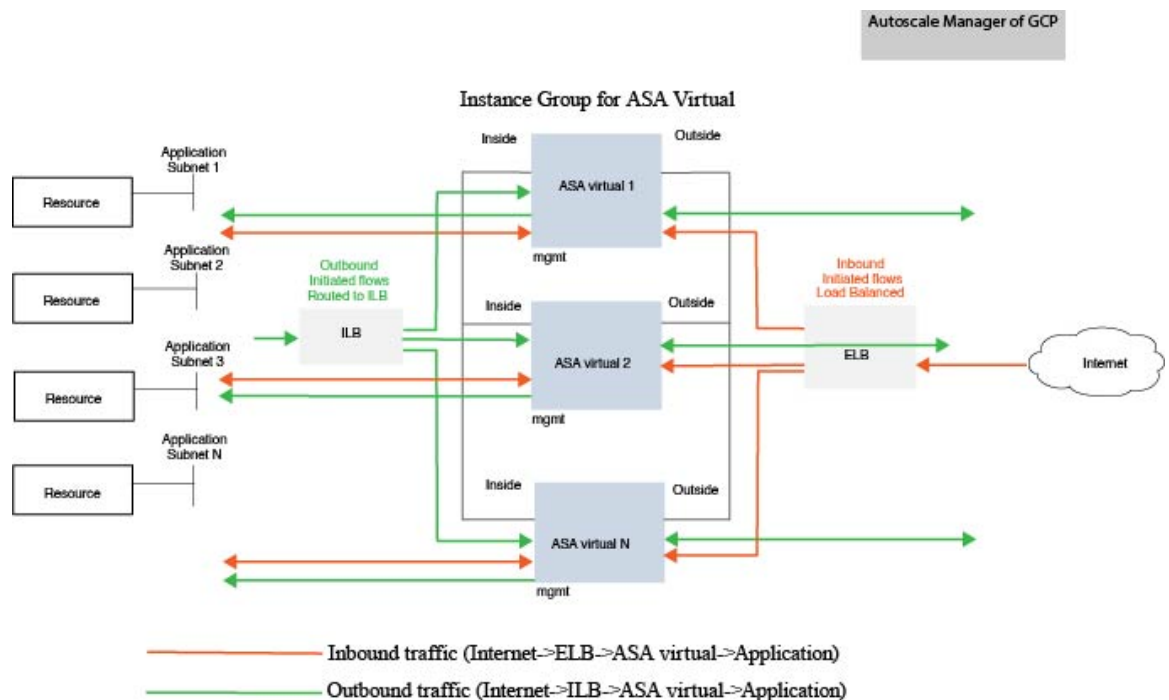 Autoscale Manager of GCP
Instance Group for ASA Virtual
Inside
Outside
Application
Subnet 1
ASA virtual 1
Resource
mgmt
Application
Subnet 2
Outbound
Initiated flows
Routed to ILB
Inbound
Initiated flows
Load Balanced
Resource
Inside
Outside
ILB
Application
Subnet 3
ASA virtual 2
ELB
Internet
Resource
mgmt
Application
Subnet N
Inside
Outside
Resource
ASA virtual N
mgmt
Inbound traffic (Internet->ELB->ASA virtual->Application)
Outbound traffic (Internet->ILB->ASA virtual->Application)